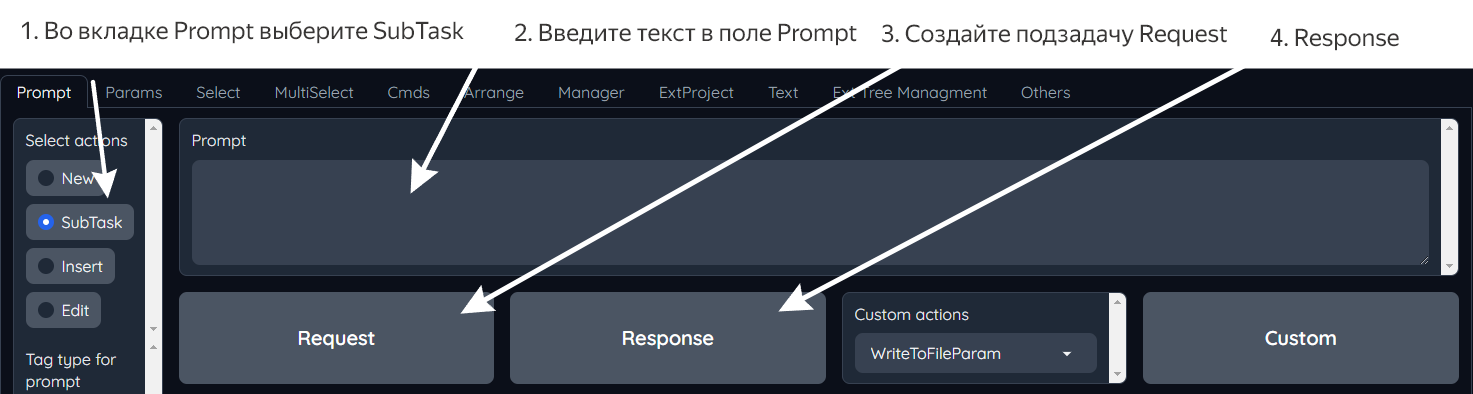 1. Во вкладке Prompt выберите SubTask 2. Введите текст в поле Prompt 3. Создайте подзадачу Request 4. Response
Prompt Params Select MultiSelect Cmds Arrange Manager ExtProject Text Ext Tree Managment Others
Select actions
New
SubTask
Insert
Edit
Tag type for
prompt
Prompt
Request Response
Custom actions
WriteToFileParam
Custom